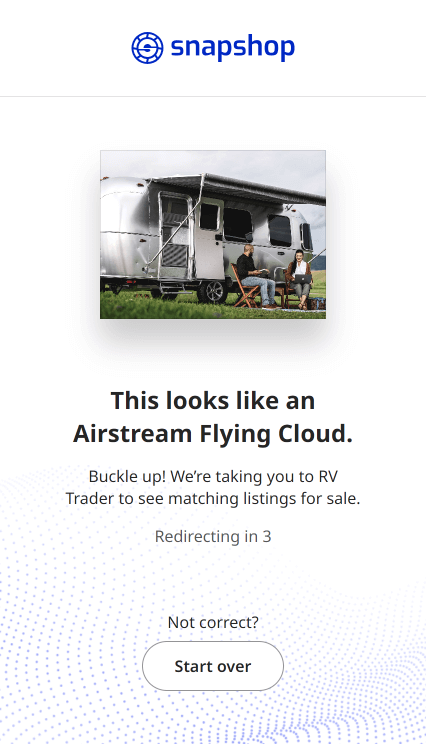 snapshop
This looks like an
Airstream Flying Cloud.
Buckle up! We’re taking you to RV
Trader to see matching listings for sale.
Redirecting in 3
Not correct?
Start over